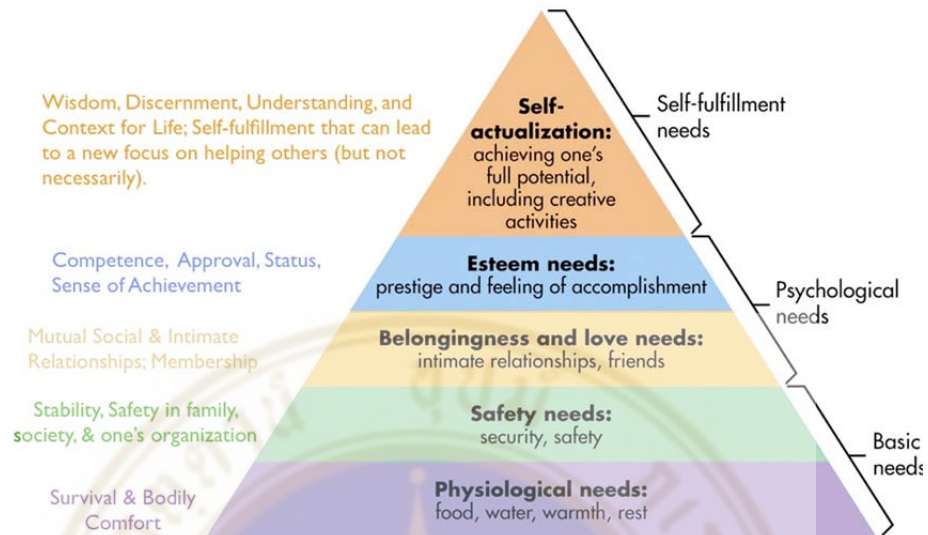 Wisdom, Discernment, Understanding, and
Context for Life; Self-fulfillment that can lead
to a new focus on helping others (but not
necessarily).
Self-
actualization:
achieving one's
full potential,
including creative
activities
Self-fulfillment
needs
Competence, Approval, Status,
Sense of Achievement
Esteem needs:
prestige and feeling of accomplishment
Psychological
needs
Mutual Social & Intimate
Relationships; Membership
Belongingness and love needs:
intimate relationships, friends
Stability, Safety in family,
society, & one's organization
Safety needs:
security, safety
Basic
needs
Survival & Bodily
Comfort
Physiological needs:
food, water, warmth, rest